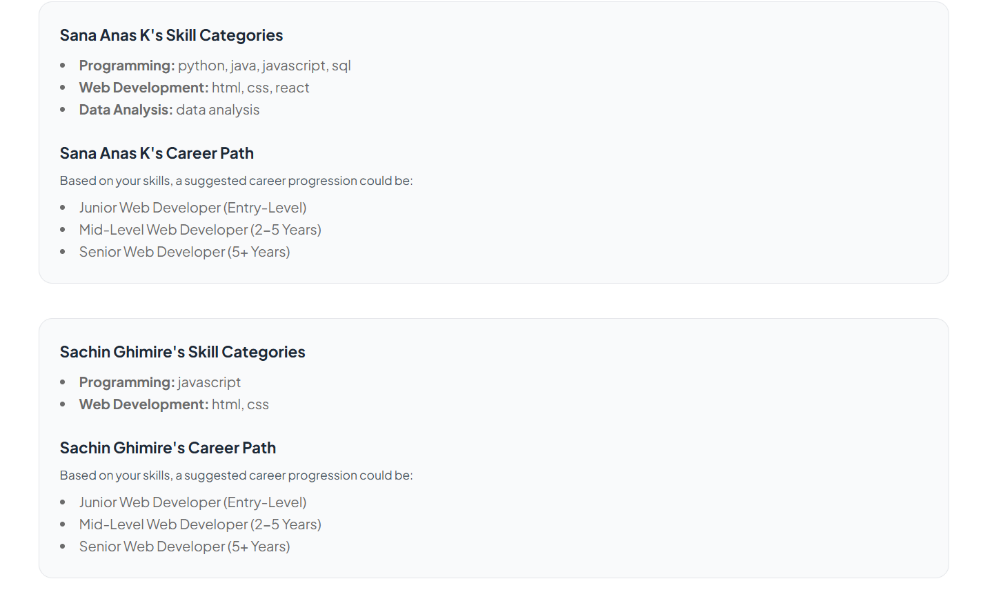 Sana Anas K's Skill Categories
• Programming: python, java, javascript, sql
• Web Development: html, css, react
• Data Analysis: data analysis
Sana Anas K's Career Path
Based on your skills, a suggested career progression could be:
• Junior Web Developer (Entry-Level)
• Mid-Level Web Developer (2–5 Years)
• Senior Web Developer (5+ Years)
Sachin Ghimire's Skill Categories
• Programming: javascript
• Web Development: html, css
Sachin Ghimire's Career Path
Based on your skills, a suggested career progression could be:
• Junior Web Developer (Entry-Level)
• Mid-Level Web Developer (2–5 Years)
• Senior Web Developer (5+ Years)